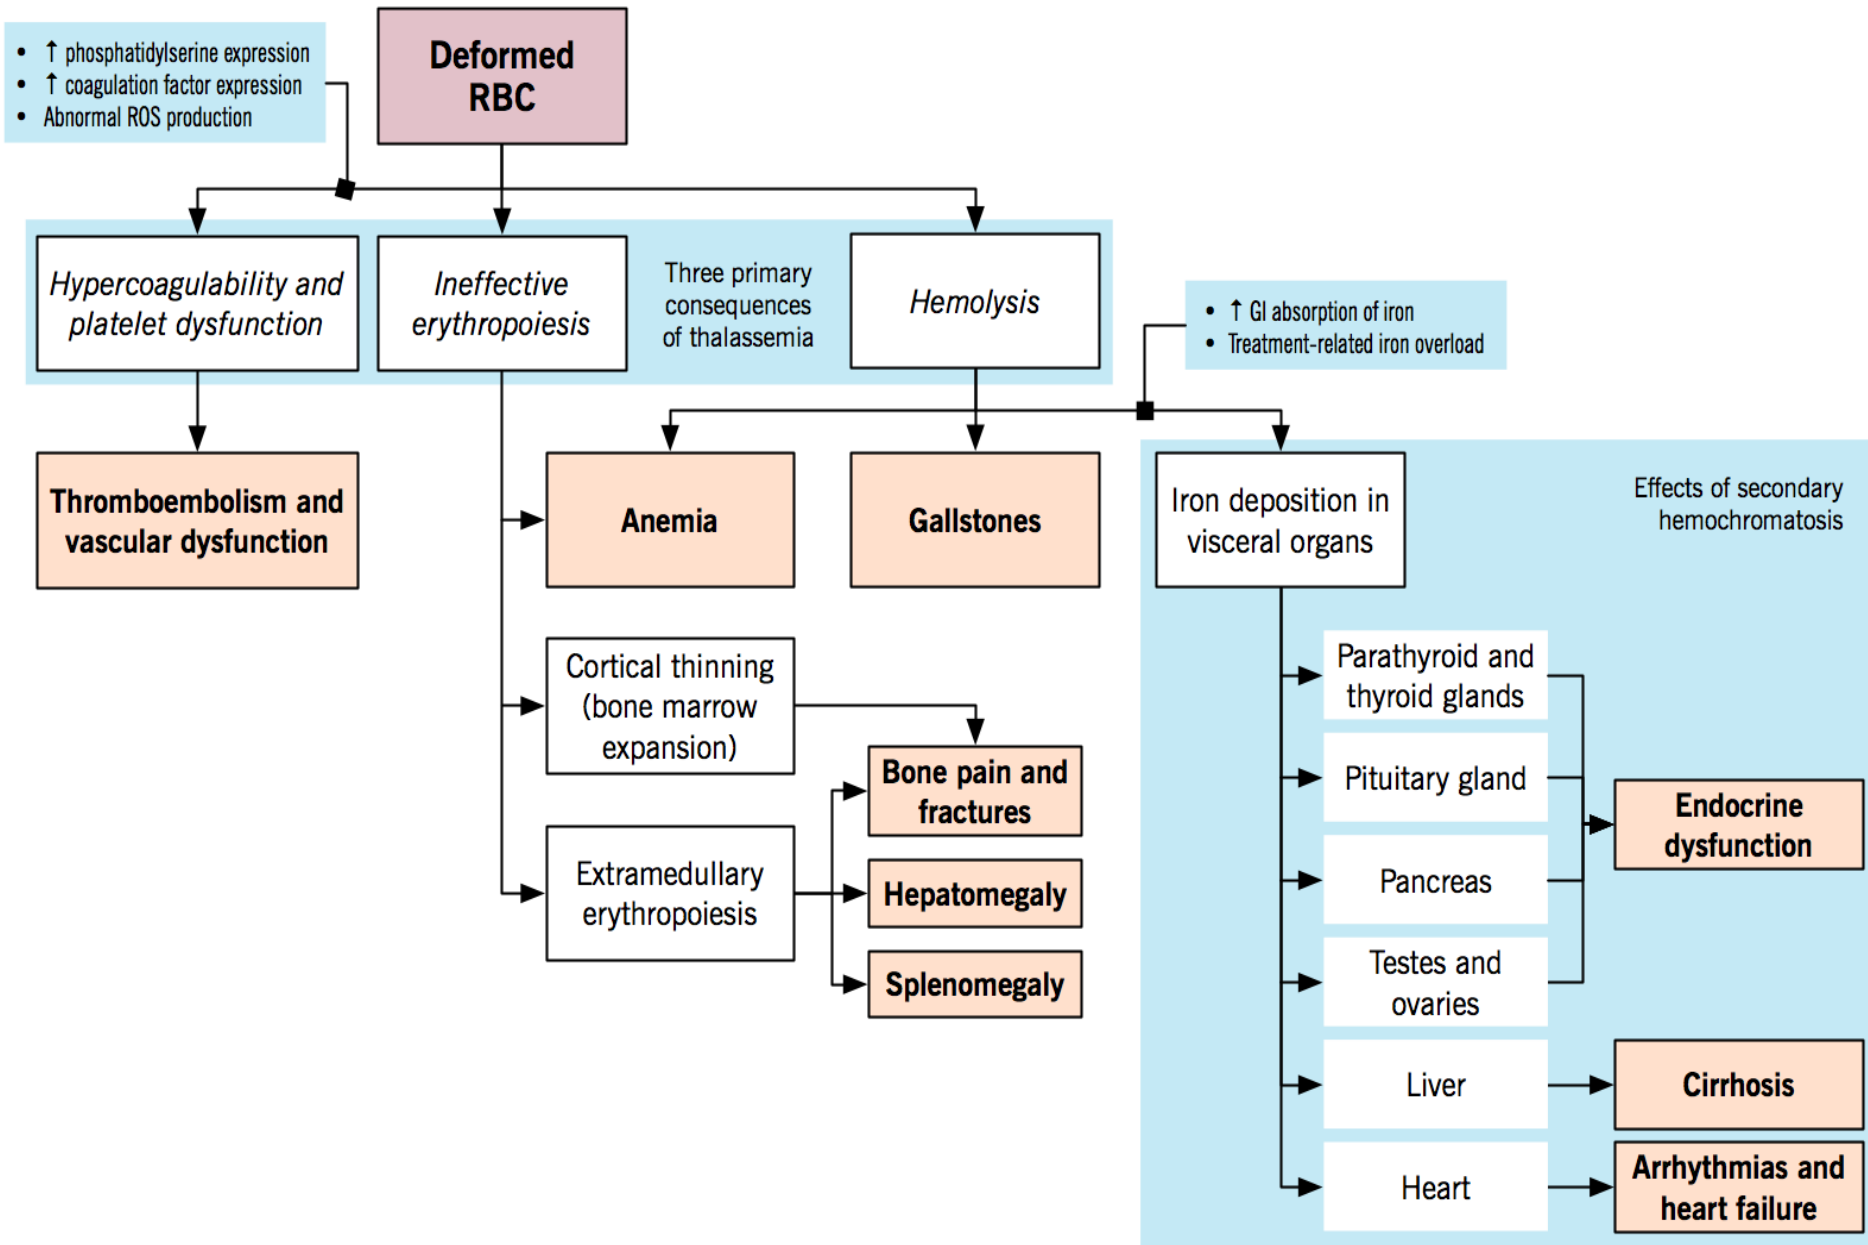 • ↑ phosphatidylserine expression
• ↑ coagulation factor expression
• Abnormal ROS production
Deformed
RBC
Hypercoagulability and
platelet dysfunction
Ineffective
erythropoiesis
Three primary
consequences
of thalassemia
Hemolysis
• ↑ GI absorption of iron
• Treatment-related iron overload
Thromboembolism and
vascular dysfunction
Anemia
Gallstones
Iron deposition in
visceral organs
Effects of secondary
hemochromatosis
Cortical thinning
(bone marrow
expansion)
Bone pain and
fractures
Extramedullary
erythropoiesis
Hepatomegaly
Splenomegaly
Parathyroid and
thyroid glands
Pituitary gland
Pancreas
Testes and
ovaries
Endocrine
dysfunction
Liver
Cirrhosis
Heart
Arrhythmias and
heart failure